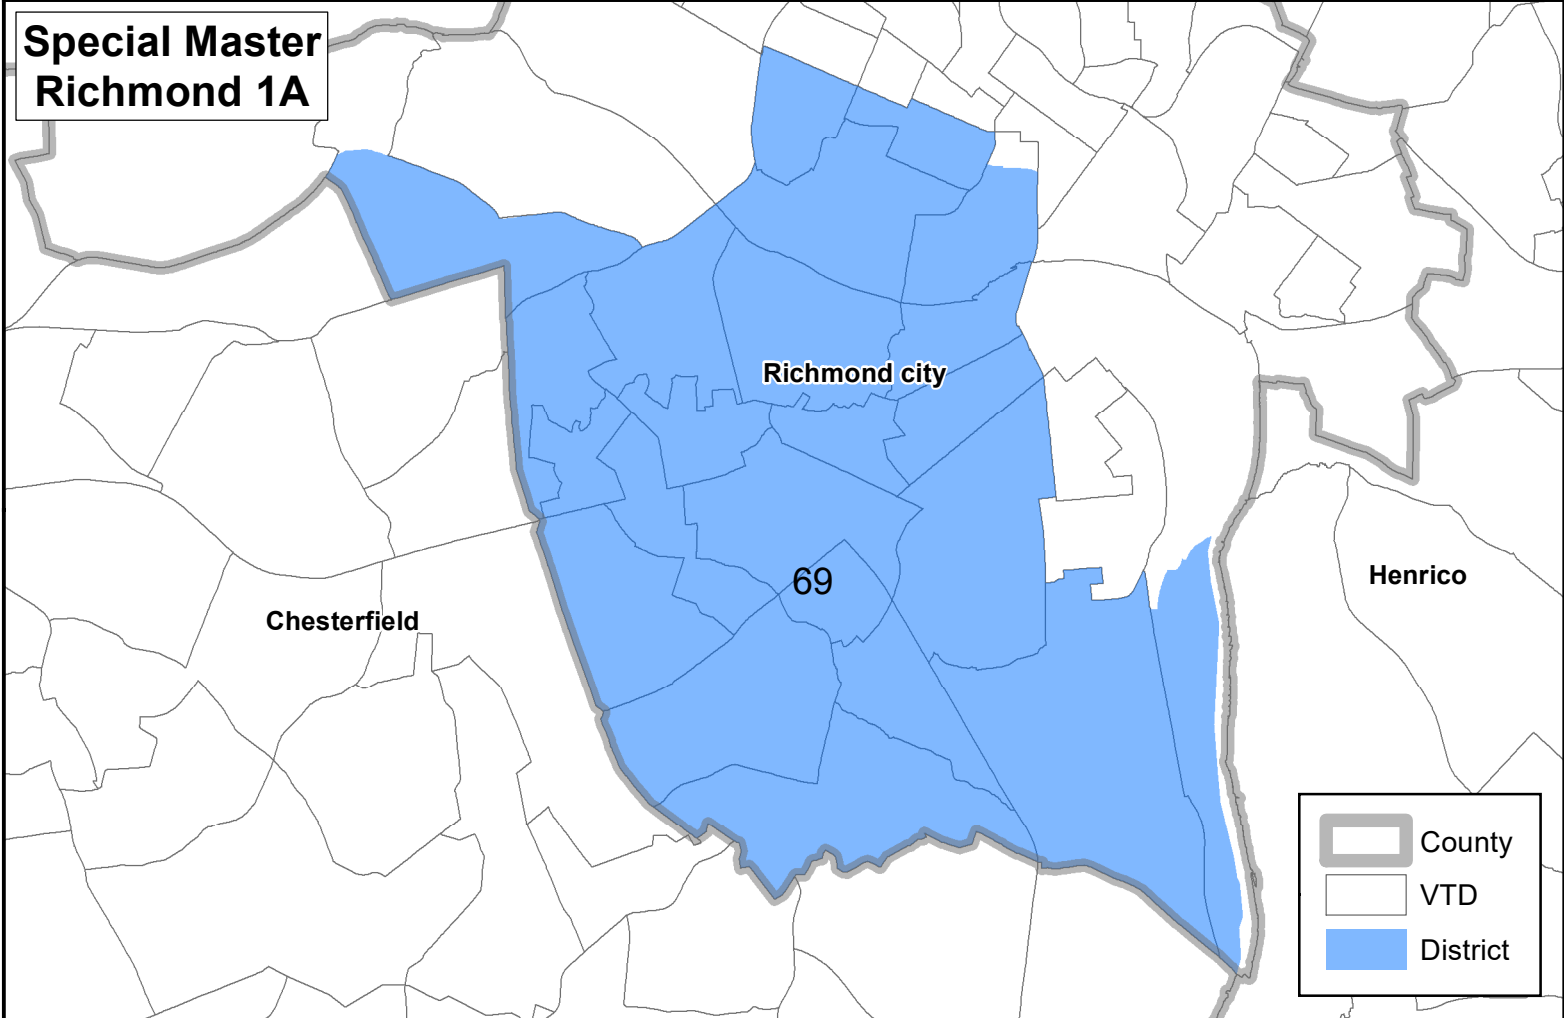 Special Master
Richmond 1A
Richmond city
69
Henrico
Chesterfield
County
VTD
District